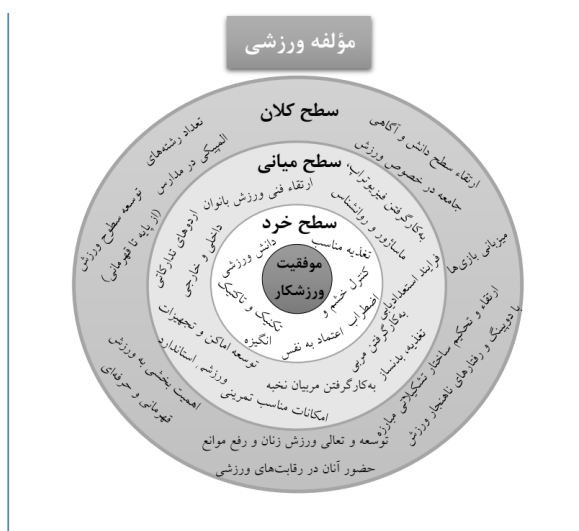 مؤلفه ورزشی
سطح کلان
ارتقاء سطح دانش و آگاهی
جامعه در خصوص ورزش
میزبانی بازی‌ها
ارتقاء و تحکیم ساختار تشکیلاتی مبارزه
با دوپینگ و رفتارهای ناهنجار ورزش
توسعه و تعالی ورزش زنان و رفع موانع
حضور آنان در رقابت‌های ورزشی
اهمیت بخشی به ورزش
قهرمانی و حرفه‌ای
توسعه سطوح ورزش
(از پایه تا قهرمانی)
تعداد رشته‌های
المپیکی در مدارس
سطح میانی
به‌کارگرفتن فیزیوتراپ،
ماساژور و روانشناس
فرایند استعدادیابی
به‌کارگرفتن مربی
تغذیه بدنساز
به‌کارگرفتن مربیان نخبه
امکانات مناسب تمرینی
توسعه اماکن و تجهیزات
ورزشی استاندارد
اردوهای تدارکاتی
داخلی و خارجی
ارتقاء فنی ورزش بانوان
سطح خرد
تغذیه مناسب
کنترل خشم و
اضطراب
اعتماد به نفس
انگیزه
تکنیک و تاکتیک
دانش ورزشی
موفقیت
ورزشکار